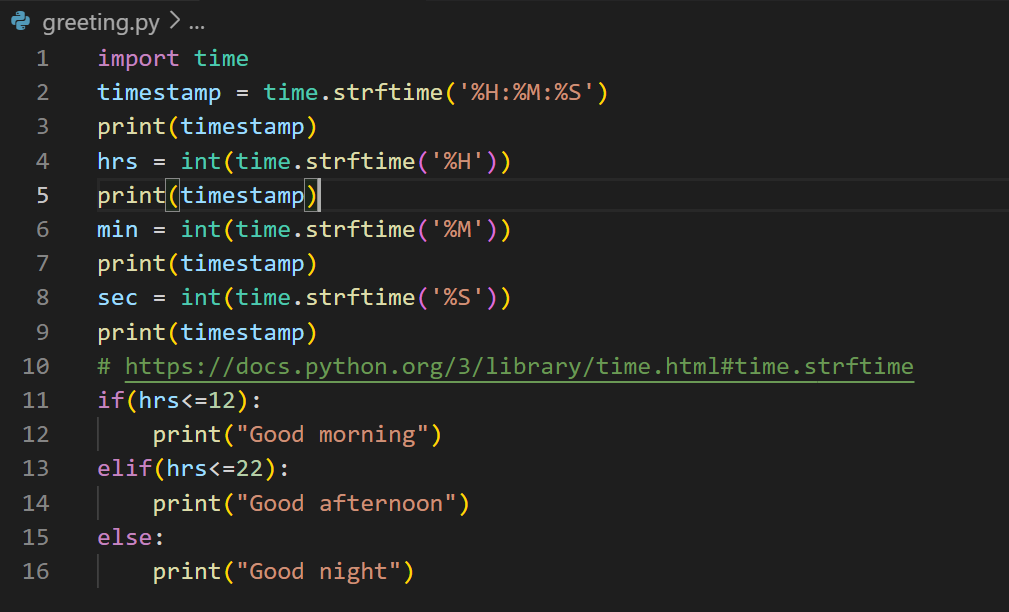 greeting.py > ...
1 import time
2 timestamp = time.strftime('%H:%M:%S')
3 print(timestamp)
4 hrs = int(time.strftime('%H'))
5 print(timestamp)
6 min = int(time.strftime('%M'))
7 print(timestamp)
8 sec = int(time.strftime('%S'))
9 print(timestamp)
10 # https://docs.python.org/3/library/time.html#time.strftime
11 if(hrs<=12):
12     print("Good morning")
13 elif(hrs<=22):
14     print("Good afternoon")
15 else:
16     print("Good night")